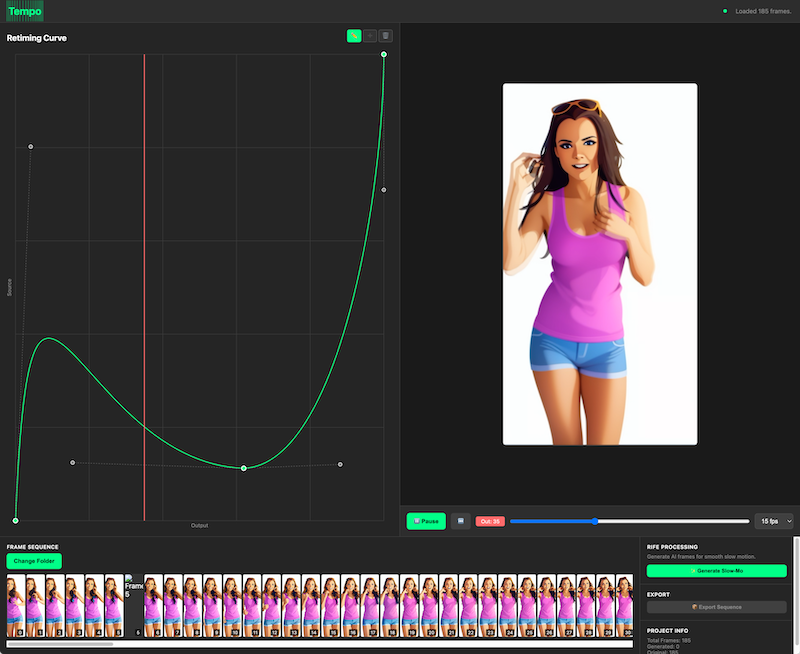 Tempo
Loaded 185 frames.
Retiming Curve
Source
Output
Pause
Out: 35
15 fps
FRAME SEQUENCE
Change Folder
Frame
5
0 1 2 3 4 5 5 6 7 8 9 10 11 12 13 14 15 16 17 18 19 20 21 22 23 24 25 26 27 28 29 30
RIFE PROCESSING
Generate AI frames for smooth slow motion.
Generate Slow-Mo
EXPORT
Export Sequence
PROJECT INFO
Total Frames: 185
Generated: 0
Original: 185